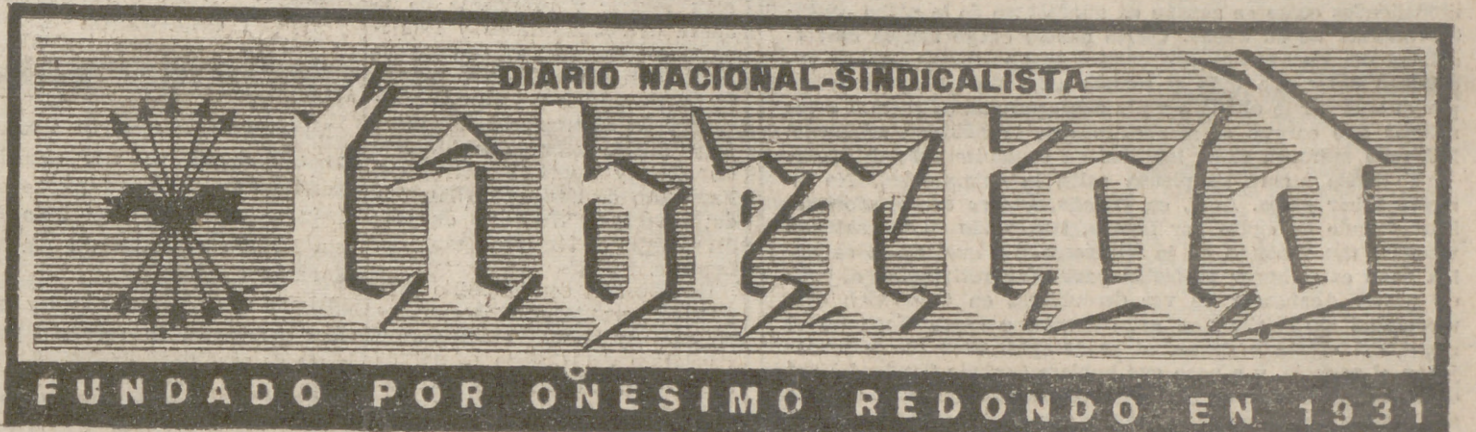 DIARIO NACIONAL-SINDICALISTA
Libertad
FUNDADO POR ONESIMO REDONDO EN 1931